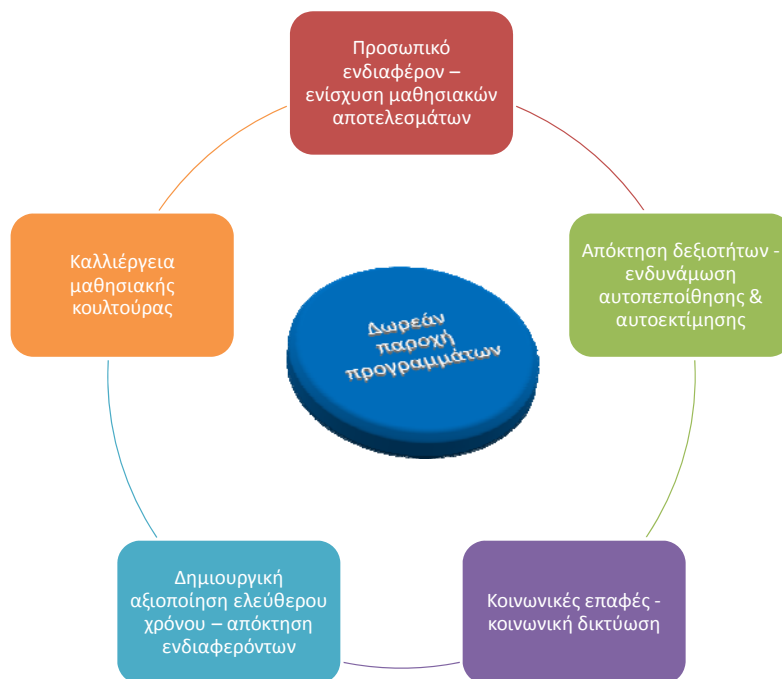 Προσωπικό
ενδιαφέρον –
ενίσχυση μαθησιακών
αποτελεσμάτων
Απόκτηση δεξιοτήτων -
ενδυνάμωση
αυτοπεποίθησης &
αυτοεκτίμησης
Κοινωνικές επαφές -
κοινωνική δικτύωση
Δημιουργική
αξιοποίηση ελεύθερου
χρόνου – απόκτηση
ενδιαφερόντων
Καλλιέργεια
μαθησιακής
κουλτούρας
Δωρεάν
παροχή
προγραμμάτων